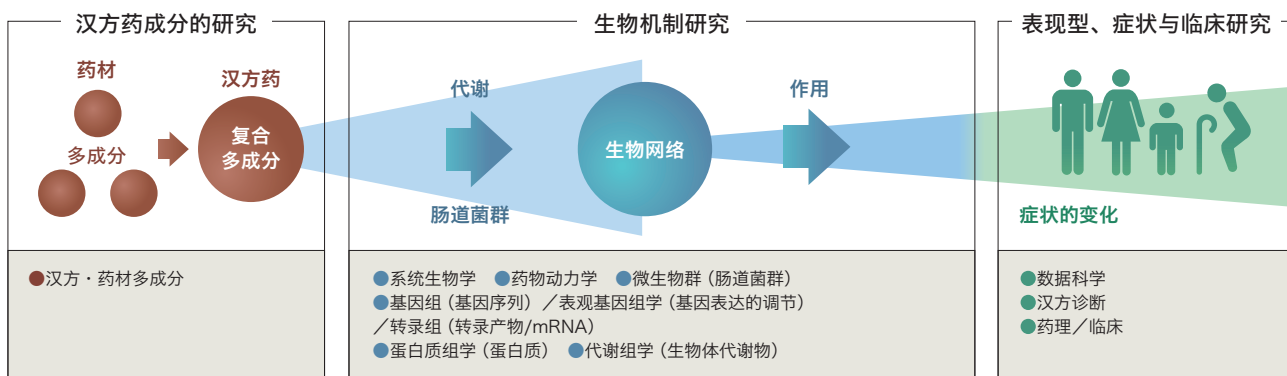 汉方药成分的研究
药材
多成分
汉方药
复合
多成分
●汉方・药材多成分
生物机制研究
代谢
肠道菌群
生物网络
作用
●系统生物学 ●药物动力学 ●微生物群（肠道菌群）
●基因组（基因序列）／表观基因组学（基因表达的调节）
／转录组（转录产物/mRNA）
●蛋白质组学（蛋白质） ●代谢组学（生物体代谢物）
表现型、症状与临床研究
症状的变化
●数据科学
●汉方诊断
●药理／临床